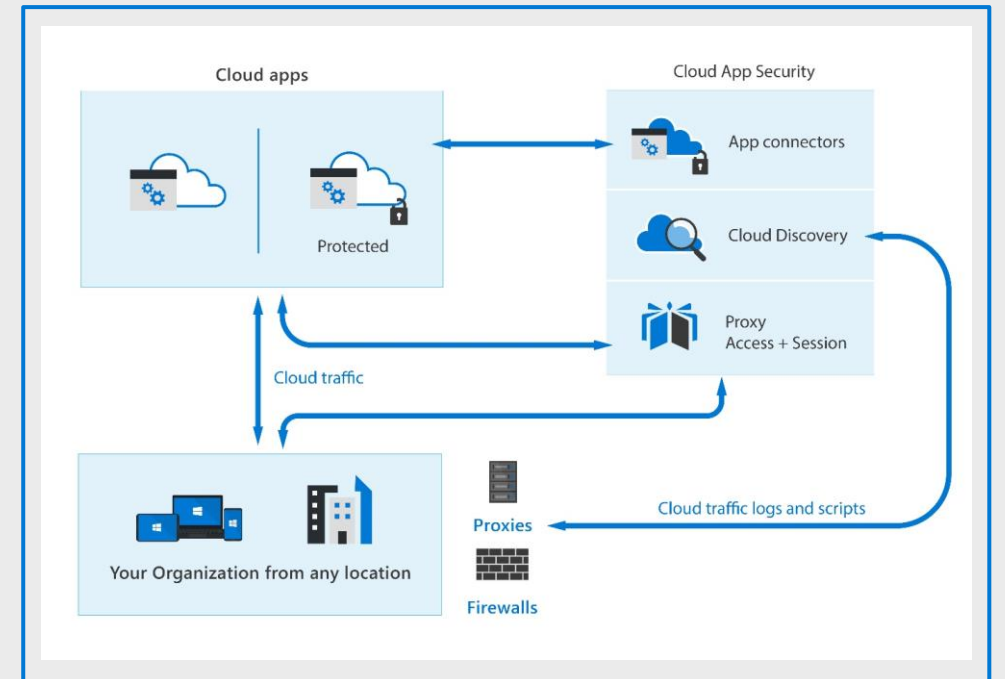 Cloud apps
Cloud App Security
App connectors
Protected
Cloud Discovery
Proxy
Access + Session
Cloud traffic
Your Organization from any location
Proxies
Firewalls
Cloud traffic logs and scripts